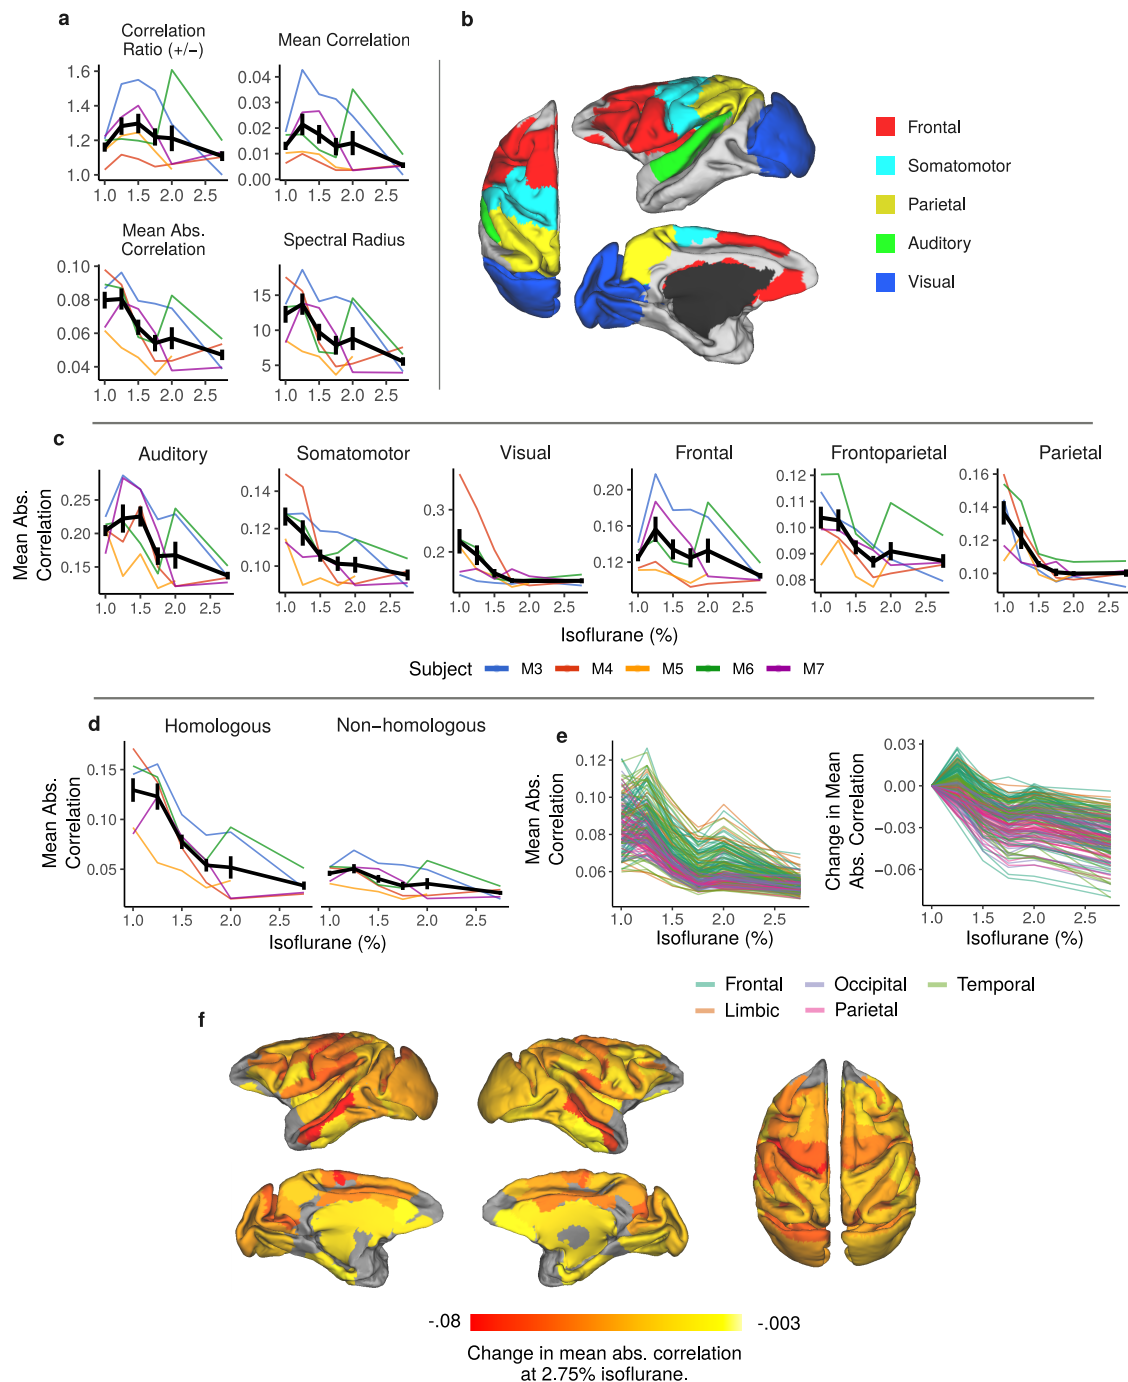 a
Correlation
Ratio (+/−)
Mean Correlation
1.6
1.4
1.2
1.0
0.04
0.03
0.02
0.01
0.00
1.0 1.5 2.0 2.5
1.0 1.5 2.0 2.5
Mean Abs.
Correlation
Spectral Radius
0.10
0.08
0.06
0.04
15
10
5
1.0 1.5 2.0 2.5
1.0 1.5 2.0 2.5
b
Frontal
Somatomotor
Parietal
Auditory
Visual
c
Auditory
Somatomotor
Visual
Frontal
Frontoparietal
Parietal
Mean Abs.
Correlation
0.25
0.20
0.15
0.14
0.12
0.10
0.3
0.2
0.20
0.16
0.12
0.12
0.11
0.10
0.09
0.08
0.16
0.14
0.12
0.10
1.0 1.5 2.0 2.5
1.0 1.5 2.0 2.5
1.0 1.5 2.0 2.5
1.0 1.5 2.0 2.5
1.0 1.5 2.0 2.5
1.0 1.5 2.0 2.5
Isoflurane (%)
Subject M3 M4 M5 M6 M7
d
Homologous
Non−homologous
Mean Abs.
Correlation
0.15
0.10
0.05
1.0 1.5 2.0 2.5
1.0 1.5 2.0 2.5
Isoflurane (%)
e
Mean Abs.
Correlation
0.12
0.10
0.08
0.06
1.0 1.5 2.0 2.5
Isoflurane (%)
Change in Mean
Abs. Correlation
0.03
0.00
−0.03
−0.06
1.0 1.5 2.0 2.5
Isoflurane (%)
Frontal Occipital Temporal
Limbic Parietal
f
-.08
-.003
Change in mean abs. correlation
at 2.75% isoflurane.